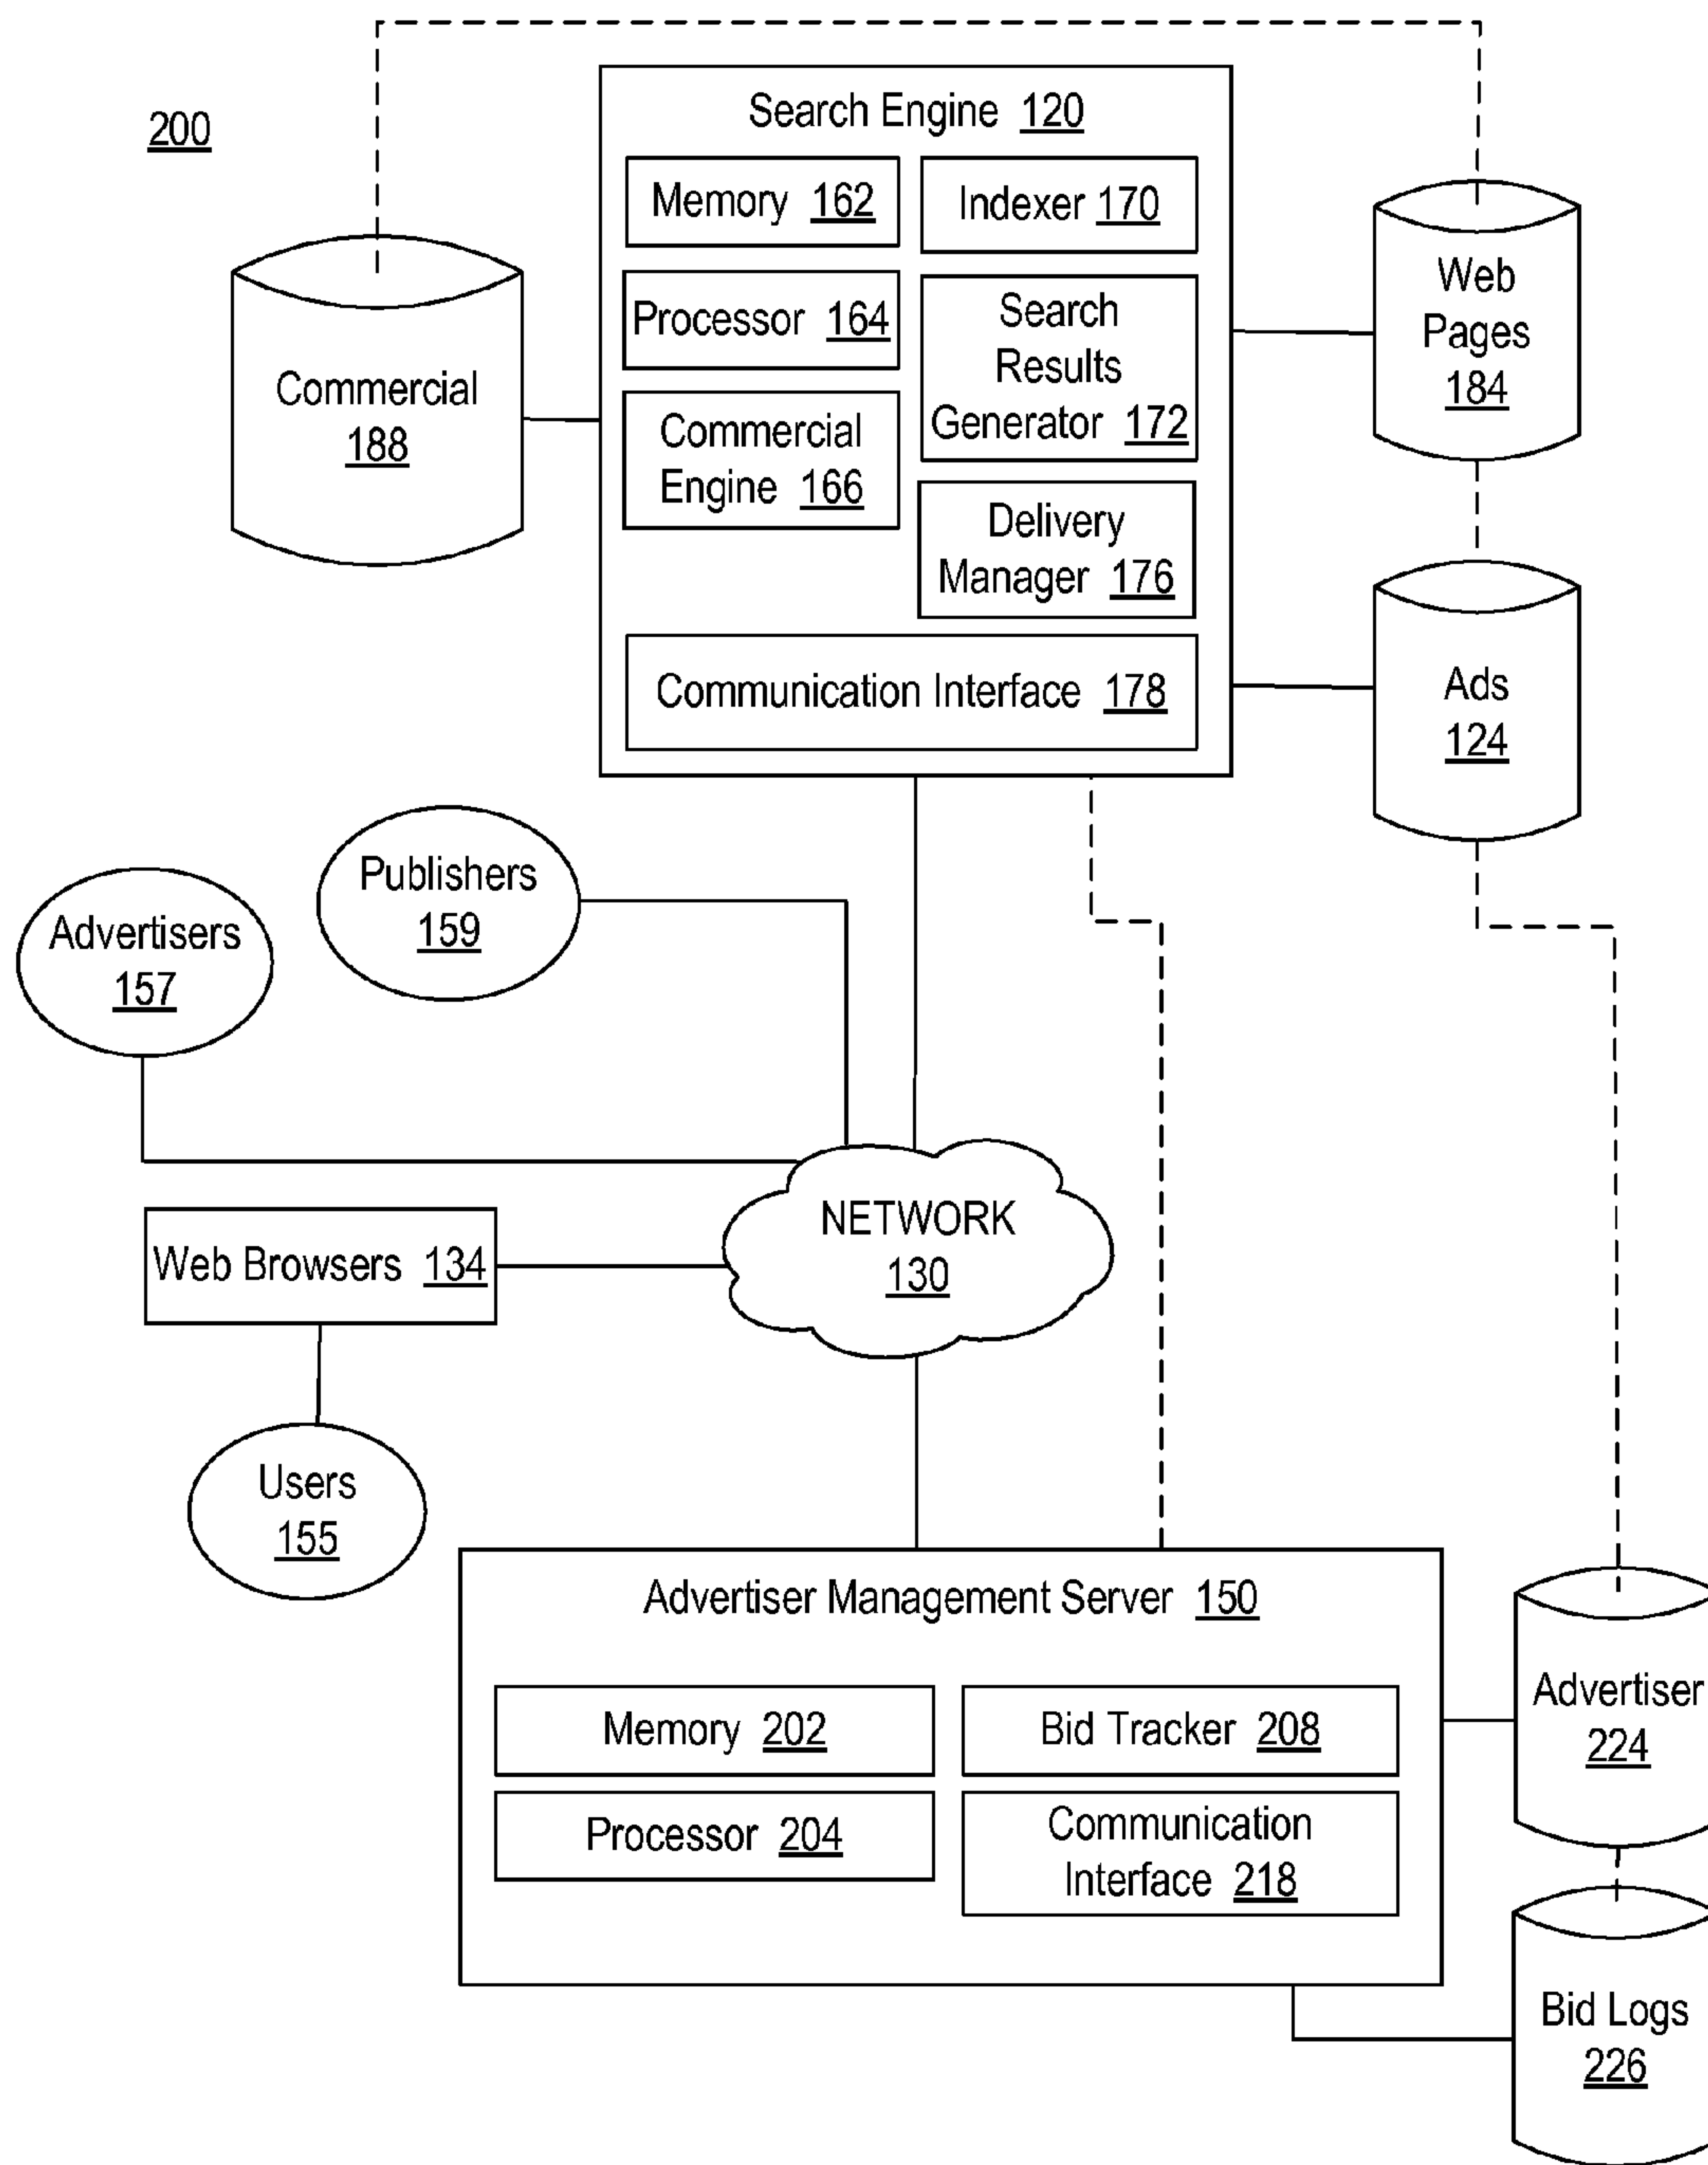 200
Search Engine 120
Memory 162
Indexer 170
Processor 164
Search
Results
Generator 172
Commercial
Engine 166
Delivery
Manager 176
Communication Interface 178
Commercial
188
Web
Pages
184
Ads
124
Publishers
159
Advertisers
157
NETWORK
130
Web Browsers 134
Users
155
Advertiser Management Server 150
Memory 202
Bid Tracker 208
Processor 204
Communication
Interface 218
Advertiser
224
Bid Logs
226